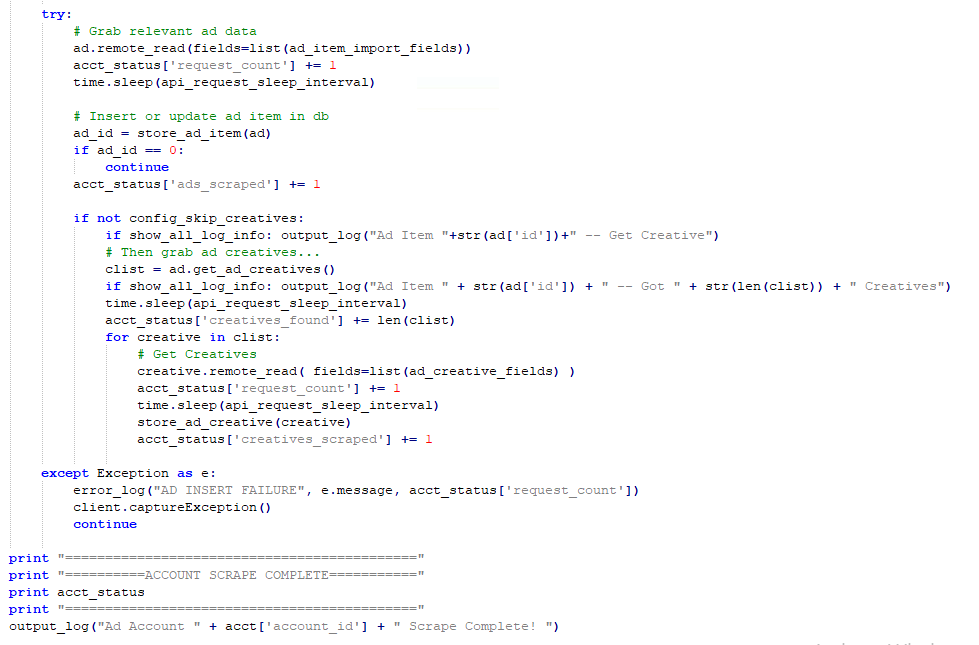 try:
# Grab relevant ad data
ad.remote_read(fields=list(ad_item_import_fields))
acct_status['request_count'] += 1
time.sleep(api_request_sleep_interval)
# Insert or update ad item in db
ad_id = store_ad_item(ad)
if ad_id == 0:
continue
acct_status['ads_scraped'] += 1
if not config_skip_creatives:
if show_all_log_info: output_log("Ad Item "+str(ad['id'])+" -- Get Creative")
# Then grab ad creatives...
clist = ad.get_ad_creatives()
if show_all_log_info: output_log("Ad Item " + str(ad['id']) + " -- Got " + str(len(clist)) + " Creatives")
time.sleep(api_request_sleep_interval)
acct_status['creatives_found'] += len(clist)
for creative in clist:
# Get Creatives
creative.remote_read( fields=list(ad_creative_fields) )
acct_status['request_count'] += 1
time.sleep(api_request_sleep_interval)
store_ad_creative(creative)
acct_status['creatives_scraped'] += 1
except Exception as e:
error_log("AD INSERT FAILURE", e.message, acct_status['request_count'])
client.captureException()
continue
print "============================================"
print "==========ACCOUNT SCRAPE COMPLETE==========="
print acct_status
print "============================================"
output_log("Ad Account " + acct['account_id'] + " Scrape Complete! ")